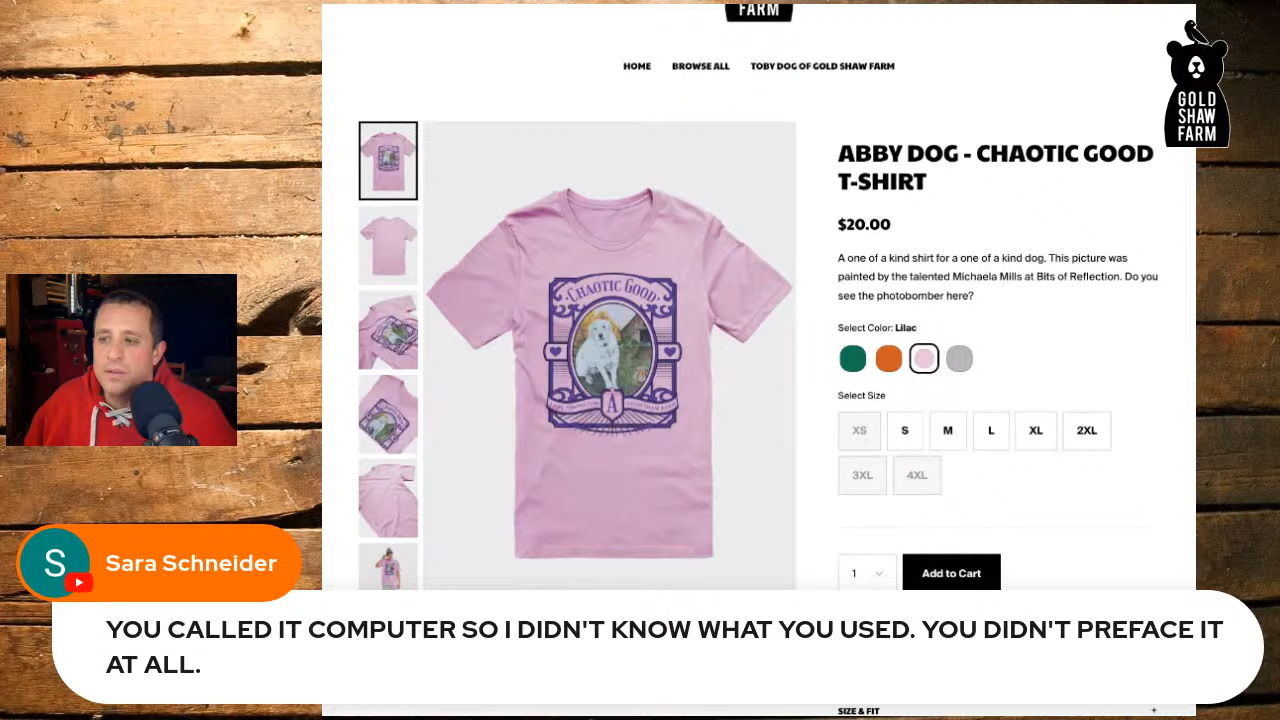 FARM
HOME BROWSE ALL TOBY DOG OF GOLD SHAW FARM
GOLD
SHAW
FARM
ABBY DOG - CHAOTIC GOOD
T-SHIRT
$20.00
A one of a kind shirt for a one of a kind dog. This picture was
painted by the talented Michaela Mills at Bits of Reflection. Do you
see the photobomber here?
Select Color: Lilac
Select Size
XS S M L XL 2XL
3XL 4XL
1 Add to Cart
CHAOTIC GOOD
A
S Sara Schneider
YOU CALLED IT COMPUTER SO I DIDN'T KNOW WHAT YOU USED. YOU DIDN'T PREFACE IT
AT ALL.
SIZE & FIT +